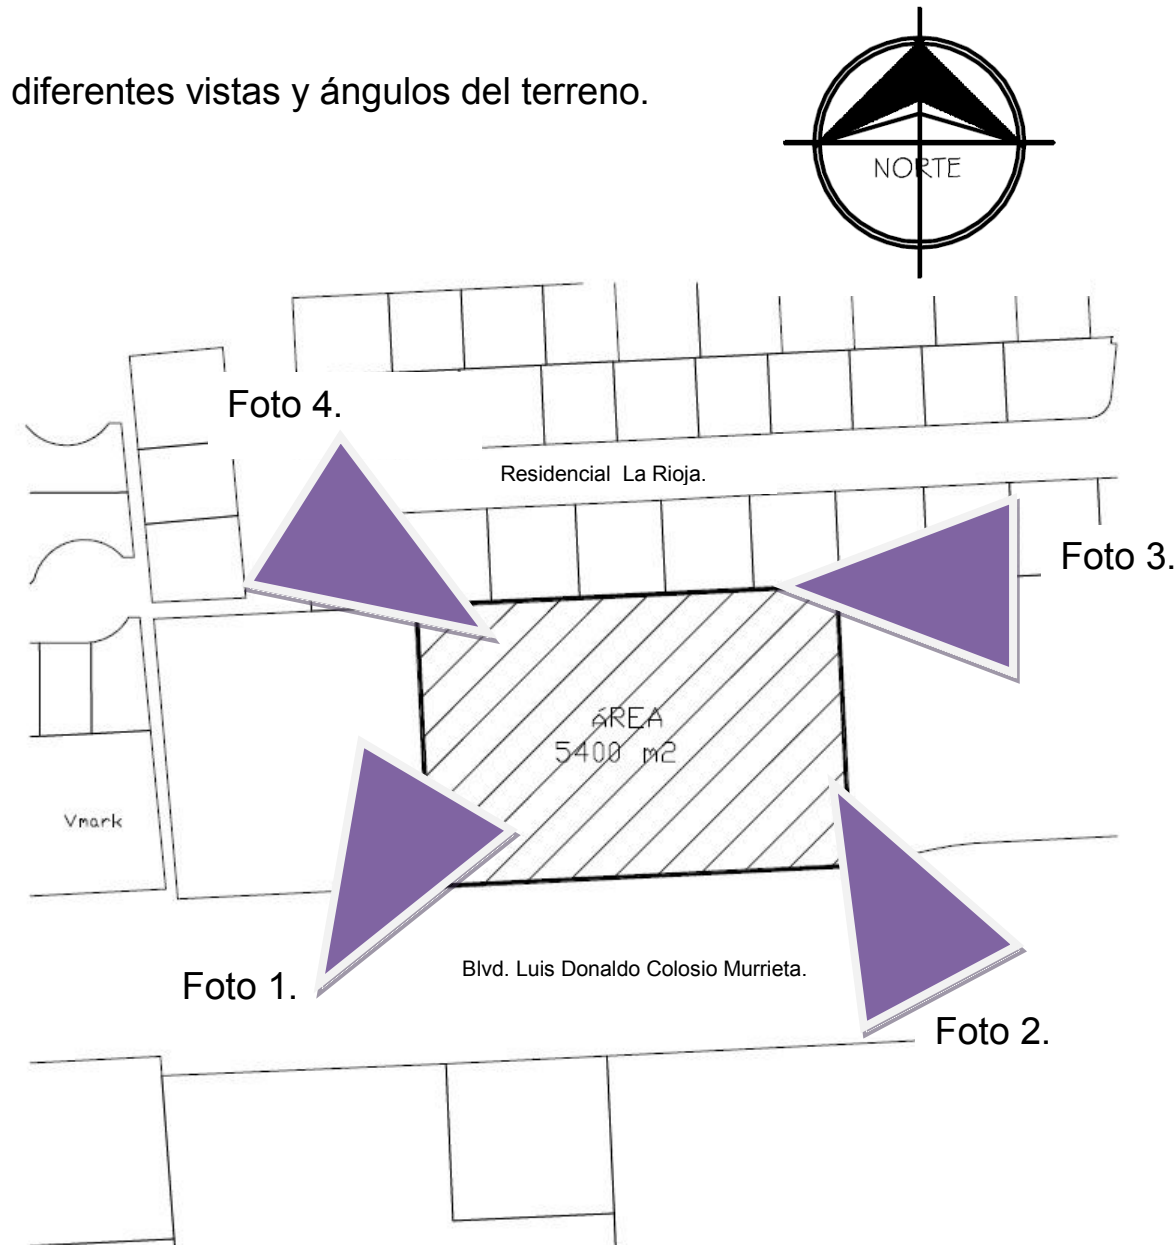 diferentes vistas y ángulos del terreno.
NORTE
Foto 4.
Residencial La Rioja.
Foto 3.
áREA
5400 m2
Vmark
Foto 1.
Blvd. Luis Donaldo Colosio Murrieta.
Foto 2.